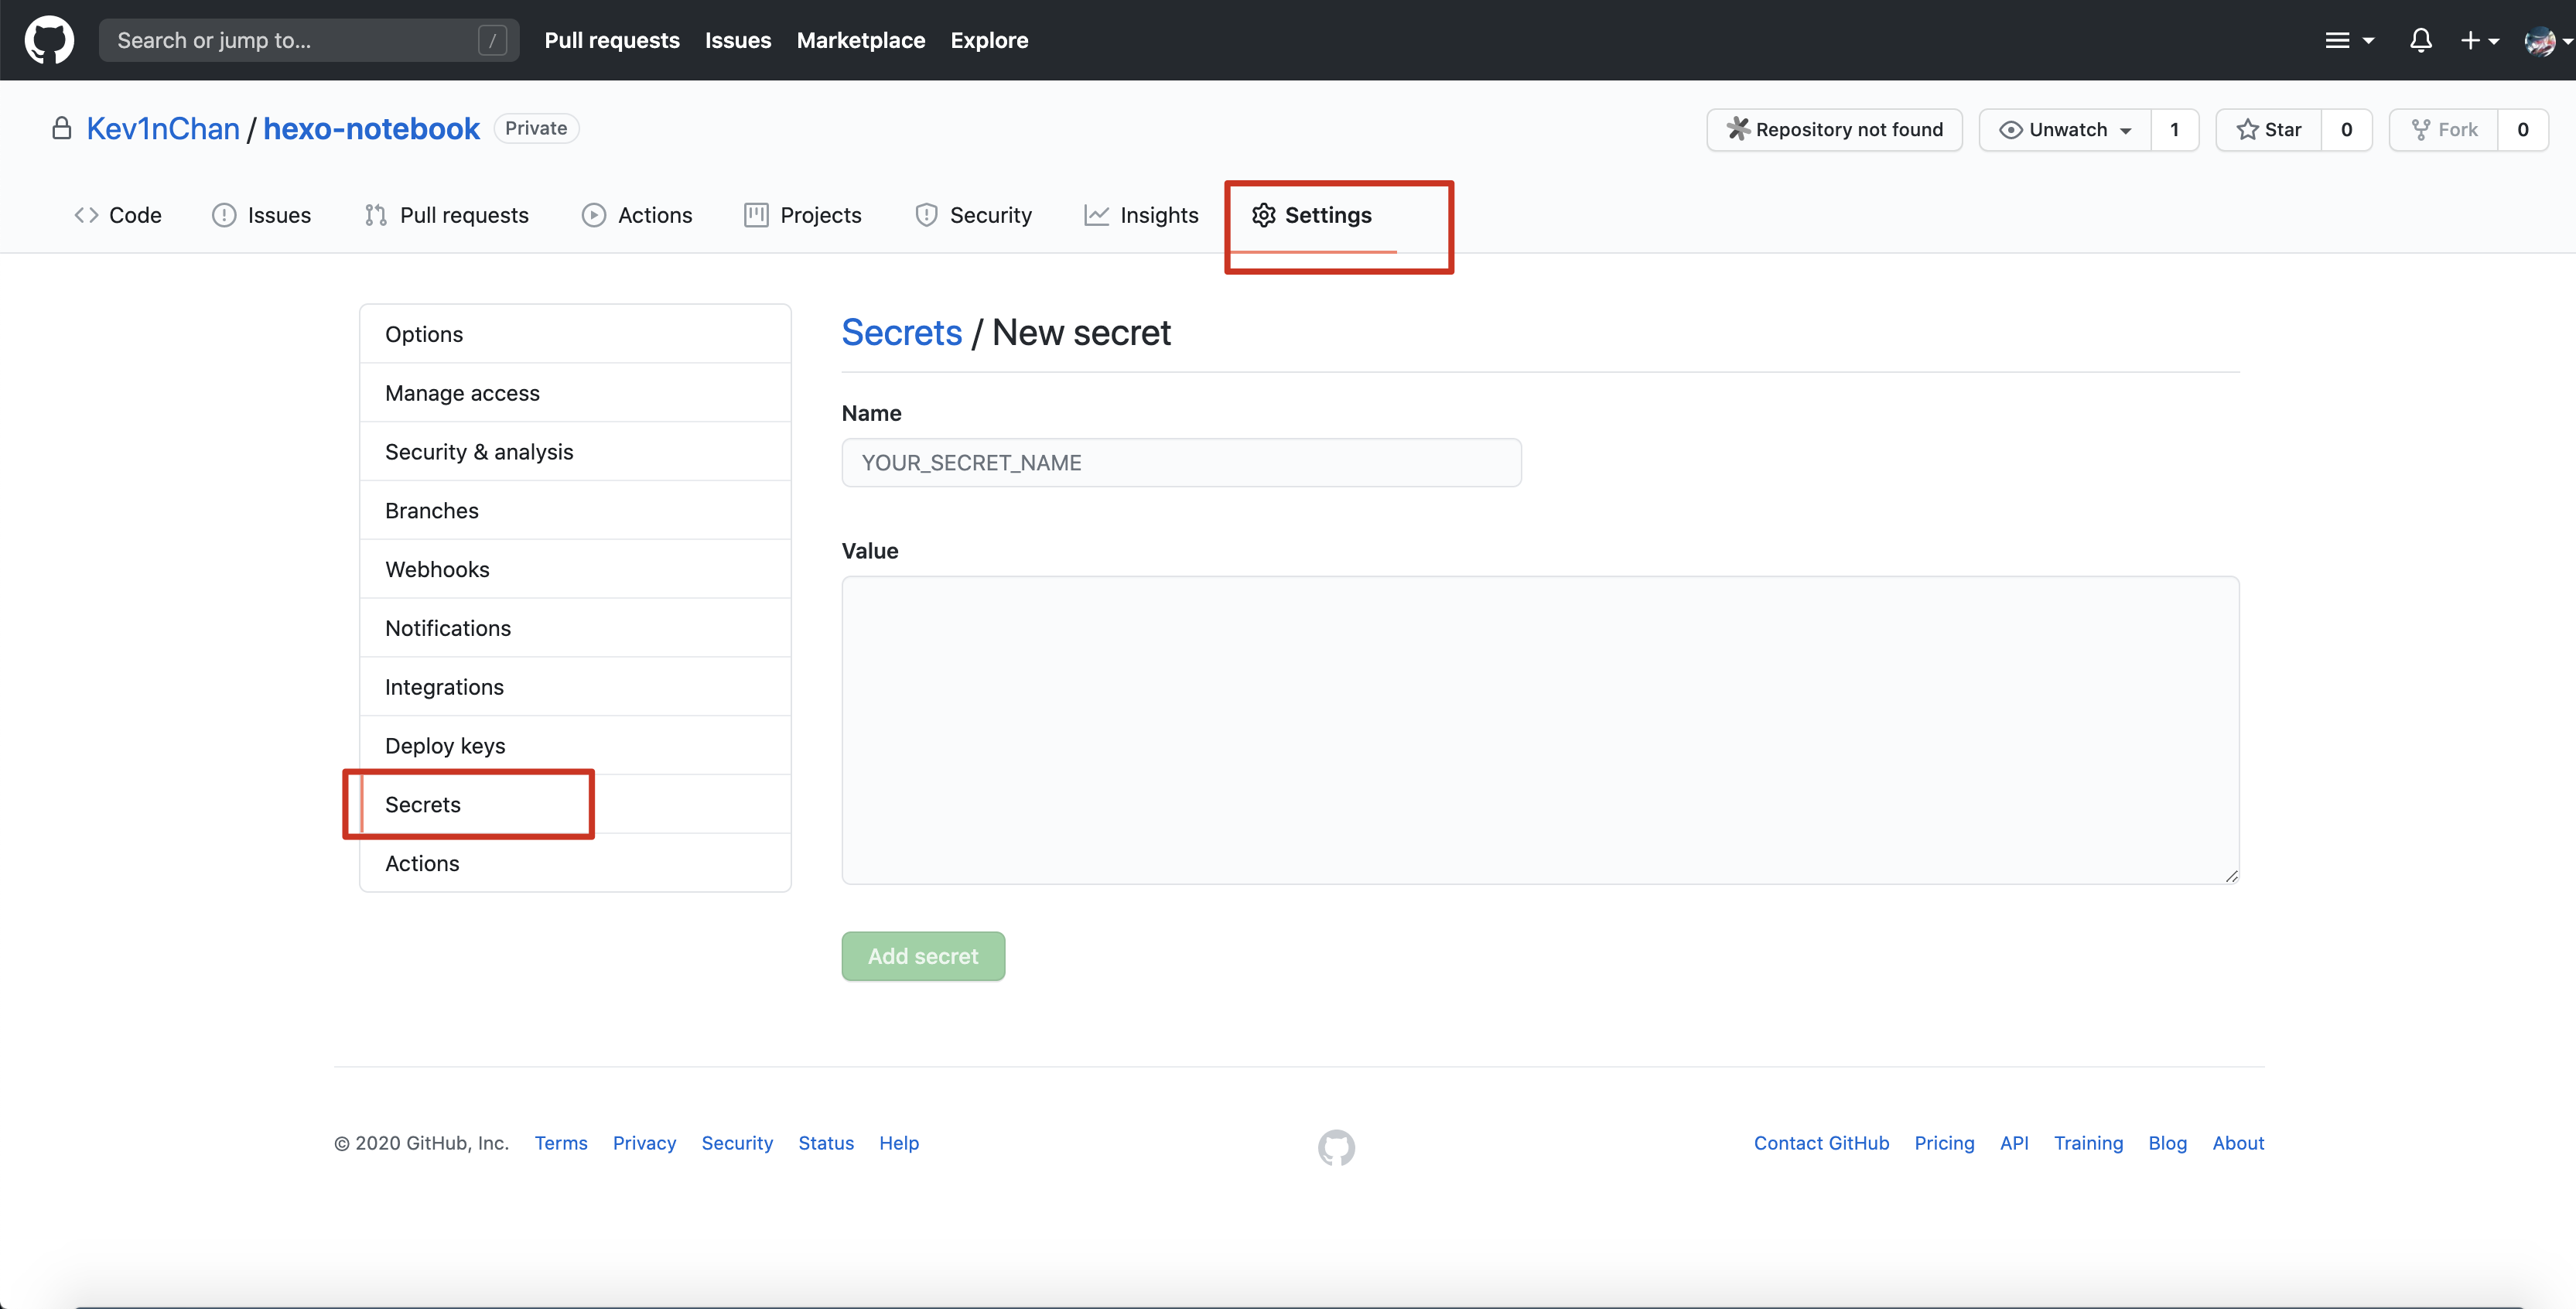 Search or jump to... /
Pull requests Issues Marketplace Explore
Kev1nChan / hexo-notebook Private
Repository not found Unwatch 1 Star 0 Fork 0
Code Issues Pull requests Actions Projects Security Insights Settings
Options
Manage access
Security & analysis
Branches
Webhooks
Notifications
Integrations
Deploy keys
Secrets
Actions
Secrets / New secret
Name
YOUR_SECRET_NAME
Value
Add secret
© 2020 GitHub, Inc. Terms Privacy Security Status Help
Contact GitHub Pricing API Training Blog About